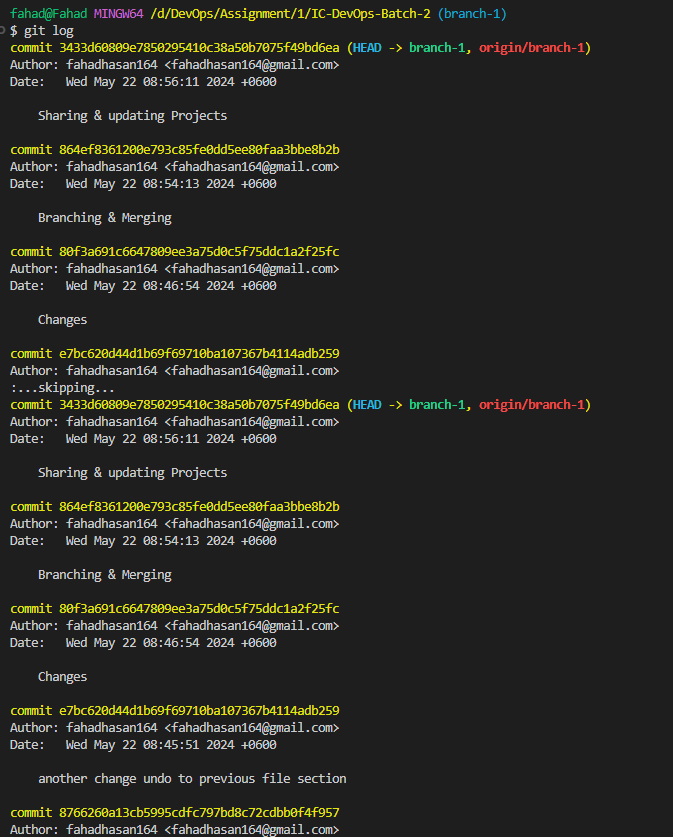 fahad@Fahad MINGW64 /d/DevOps/Assignment/1/IC-DevOps-Batch-2 (branch-1)
$ git log
commit 3433d60809e7850295410c38a50b7075f49bd6ea (HEAD -> branch-1, origin/branch-1)
Author: fahadhasan164 <fahadhasan164@gmail.com>
Date:   Wed May 22 08:56:11 2024 +0600

    Sharing & updating Projects

commit 864ef8361200e793c85fe0dd5ee80faa3bbe8b2b
Author: fahadhasan164 <fahadhasan164@gmail.com>
Date:   Wed May 22 08:54:13 2024 +0600

    Branching & Merging

commit 80f3a691c6647809ee3a75d0c5f75ddc1a2f25fc
Author: fahadhasan164 <fahadhasan164@gmail.com>
Date:   Wed May 22 08:46:54 2024 +0600

    Changes

commit e7bc620d44d1b69f69710ba107367b4114adb259
Author: fahadhasan164 <fahadhasan164@gmail.com>
:...skipping...
commit 3433d60809e7850295410c38a50b7075f49bd6ea (HEAD -> branch-1, origin/branch-1)
Author: fahadhasan164 <fahadhasan164@gmail.com>
Date:   Wed May 22 08:56:11 2024 +0600

    Sharing & updating Projects

commit 864ef8361200e793c85fe0dd5ee80faa3bbe8b2b
Author: fahadhasan164 <fahadhasan164@gmail.com>
Date:   Wed May 22 08:54:13 2024 +0600

    Branching & Merging

commit 80f3a691c6647809ee3a75d0c5f75ddc1a2f25fc
Author: fahadhasan164 <fahadhasan164@gmail.com>
Date:   Wed May 22 08:46:54 2024 +0600

    Changes

commit e7bc620d44d1b69f69710ba107367b4114adb259
Author: fahadhasan164 <fahadhasan164@gmail.com>
Date:   Wed May 22 08:45:51 2024 +0600

    another change undo to previous file section

commit 8766260a13cb5995cdfc797bd8c72cdbb0f4f957
Author: fahadhasan164 <fahadhasan164@gmail.com>